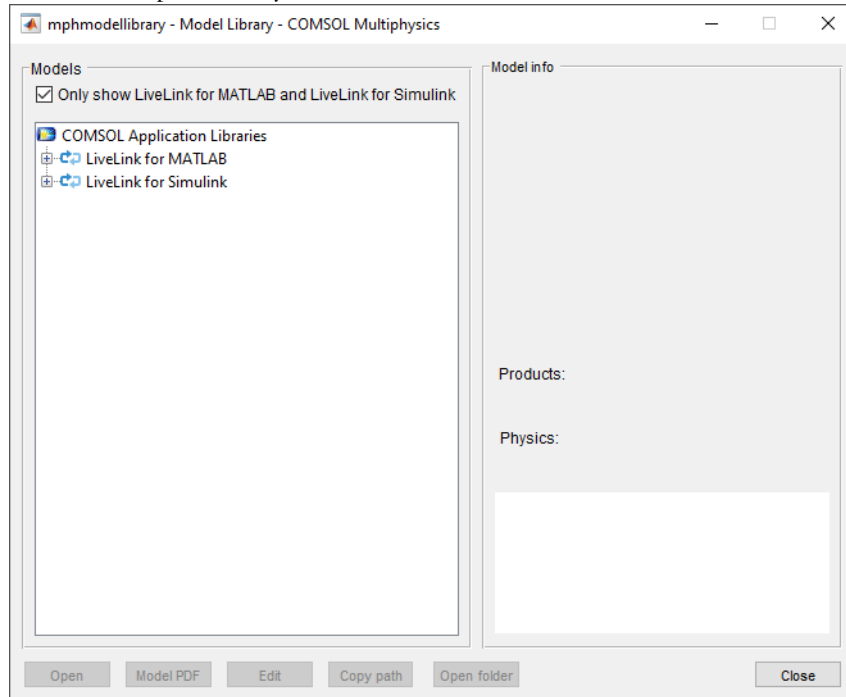 mphmodellibrary - Model Library - COMSOL Multiphysics
Models
Only show LiveLink for MATLAB and LiveLink for Simulink
COMSOL Application Libraries
LiveLink for MATLAB
LiveLink for Simulink
Model info
Products:
Physics:
Open Model PDF Edit Copy path Open folder Close